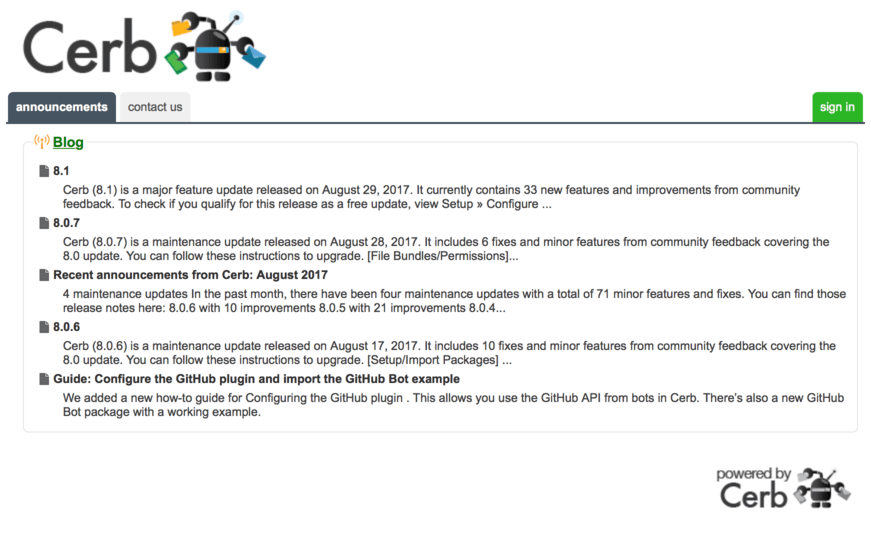 Cerb
announcements
contact us
sign in
Blog
8.1
Cerb (8.1) is a major feature update released on August 29, 2017. It currently contains 33 new features and improvements from community
feedback. To check if you qualify for this release as a free update, view Setup » Configure ...
8.0.7
Cerb (8.0.7) is a maintenance update released on August 28, 2017. It includes 6 fixes and minor features from community feedback covering the
8.0 update. You can follow these instructions to upgrade. [File Bundles/Permissions]...
Recent announcements from Cerb: August 2017
4 maintenance updates In the past month, there have been four maintenance updates with a total of 71 minor features and fixes. You can find those
release notes here: 8.0.6 with 10 improvements 8.0.5 with 21 improvements 8.0.4...
8.0.6
Cerb (8.0.6) is a maintenance update released on August 17, 2017. It includes 10 fixes and minor features from community feedback covering the
8.0 update. You can follow these instructions to upgrade. [Setup/Import Packages] ...
Guide: Configure the GitHub plugin and import the GitHub Bot example
We added a new how-to guide for Configuring the GitHub plugin . This allows you use the GitHub API from bots in Cerb. There's also a new GitHub
Bot package with a working example.
powered by
Cerb